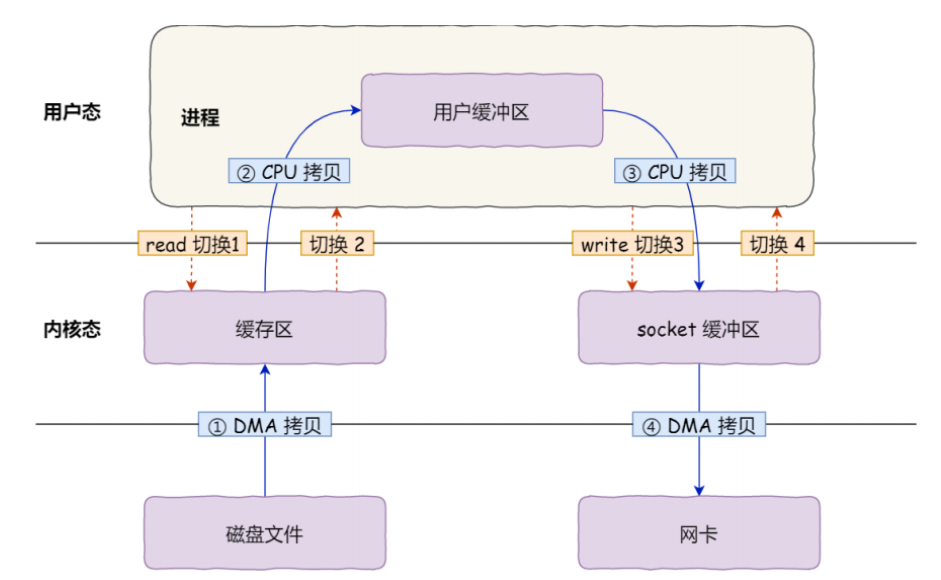 用户态
进程
用户缓冲区
② CPU 拷贝
③ CPU 拷贝
read 切换1
切换 2
write 切换3
切换 4
内核态
缓存区
socket 缓冲区
① DMA 拷贝
④ DMA 拷贝
磁盘文件
网卡